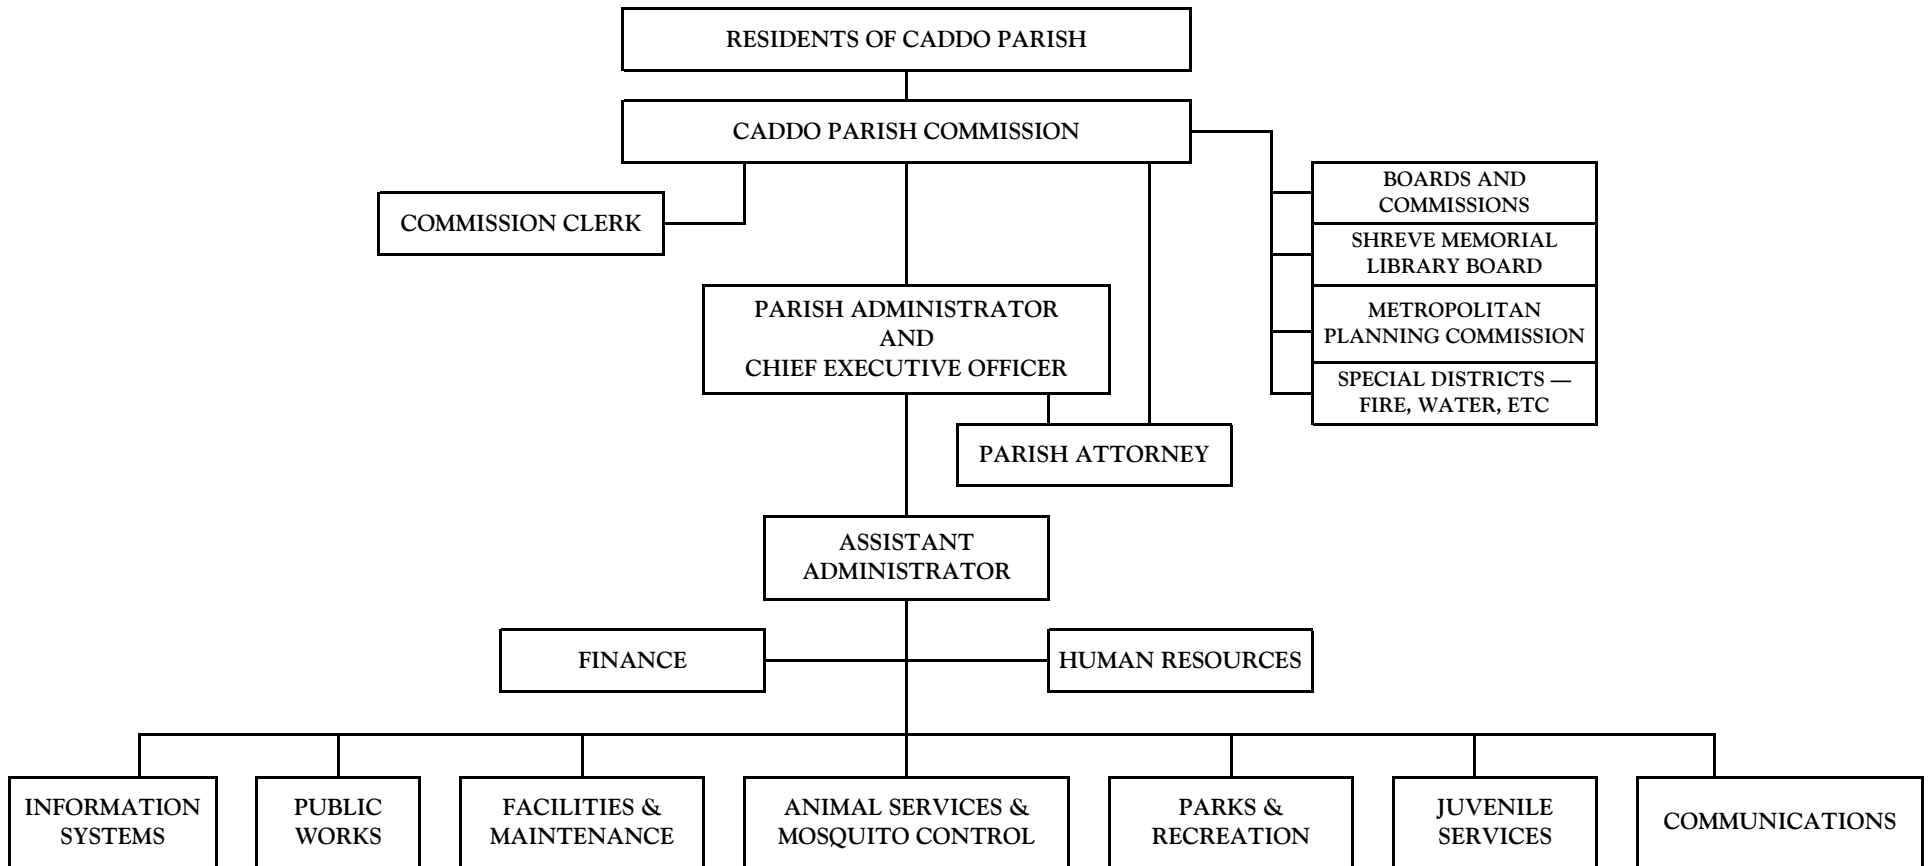 RESIDENTS OF CADDO PARISH
CADDO PARISH COMMISSION
COMMISSION CLERK
BOARDS AND
COMMISSIONS
SHREVE MEMORIAL
LIBRARY BOARD
METROPOLITAN
PLANNING COMMISSION
SPECIAL DISTRICTS —
FIRE, WATER, ETC
PARISH ADMINISTRATOR
AND
CHIEF EXECUTIVE OFFICER
PARISH ATTORNEY
ASSISTANT
ADMINISTRATOR
FINANCE
HUMAN RESOURCES
INFORMATION
SYSTEMS
PUBLIC
WORKS
FACILITIES &
MAINTENANCE
ANIMAL SERVICES &
MOSQUITO CONTROL
PARKS &
RECREATION
JUVENILE
SERVICES
COMMUNICATIONS